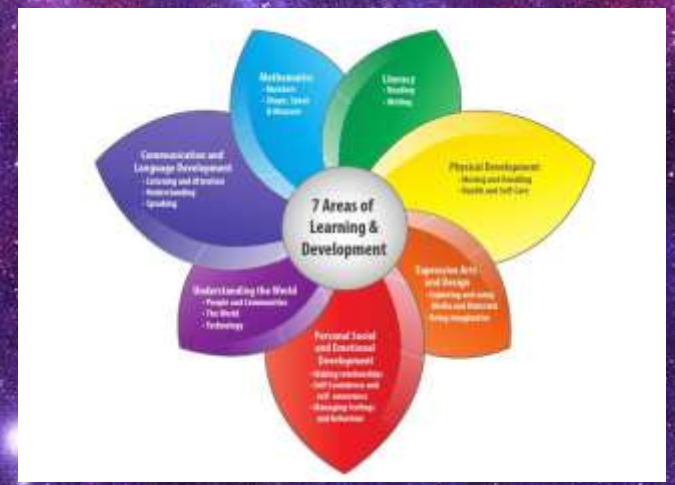 Mathematics
• Numbers
• Shape, Space
& Measure
Literacy
• Reading
• Writing
Physical Development
• Moving and Handling
• Health and Self-Care
Communication and
Language Development
• Listening and Attention
• Understanding
• Speaking
7 Areas of
Learning &
Development
Expressive Arts
and Design
• Exploring and using
Media and Materials
• Being imaginative
Understanding the World
• People and Communities
• The World
• Technology
Personal Social
and Emotional
Development
• Making relationships
• Self Confidence and
self awareness
• Managing feelings
and behaviour